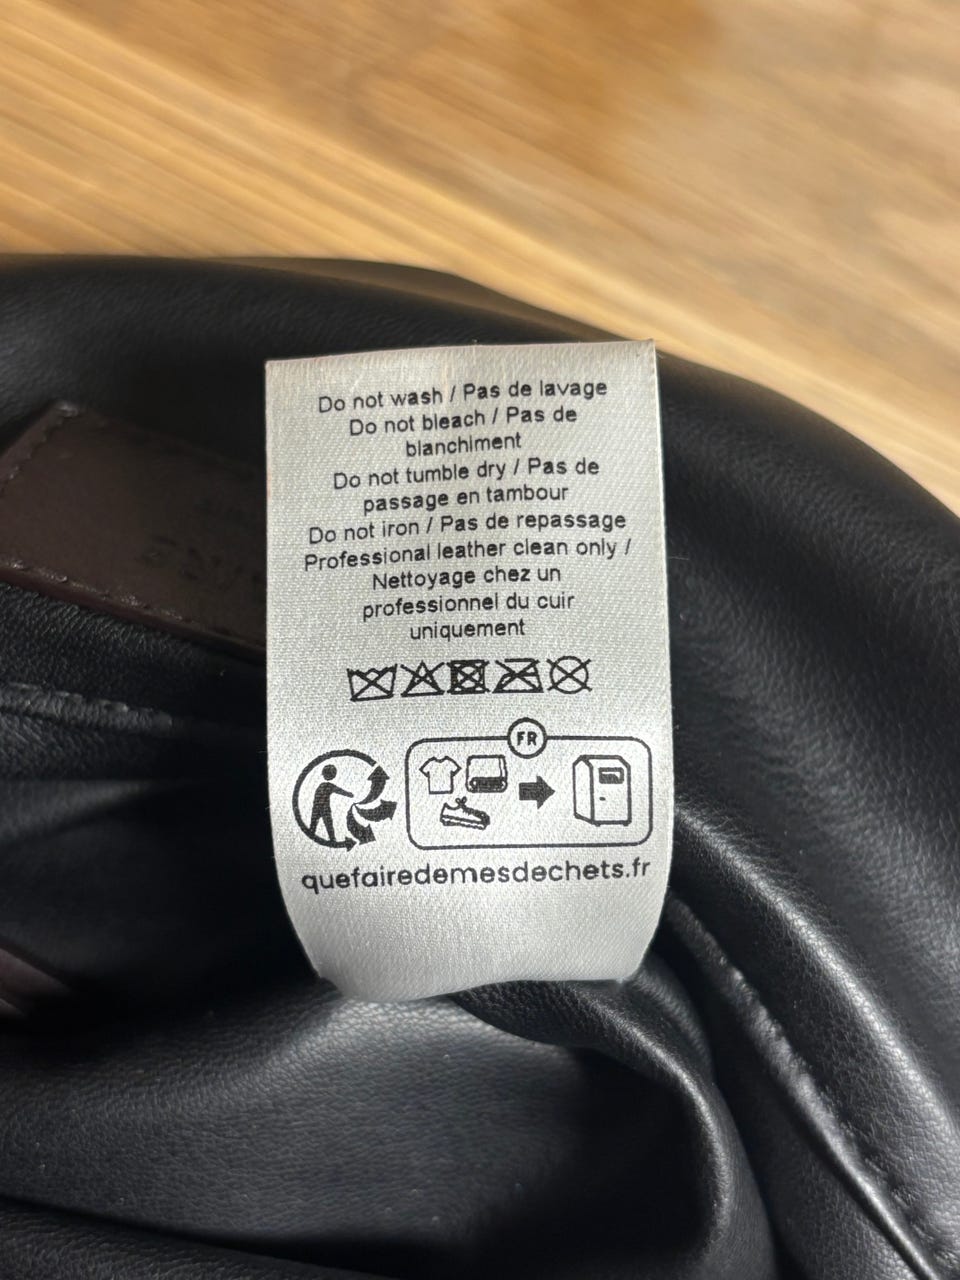 Do not wash / Pas de lavage
Do not bleach / Pas de
blanchiment
Do not tumble dry / Pas de
passage en tambour
Do not iron / Pas de repassage
Professional leather clean only /
Nettoyage chez un
professionnel du cuir
uniquement
FR
quefairedemesdechets.fr